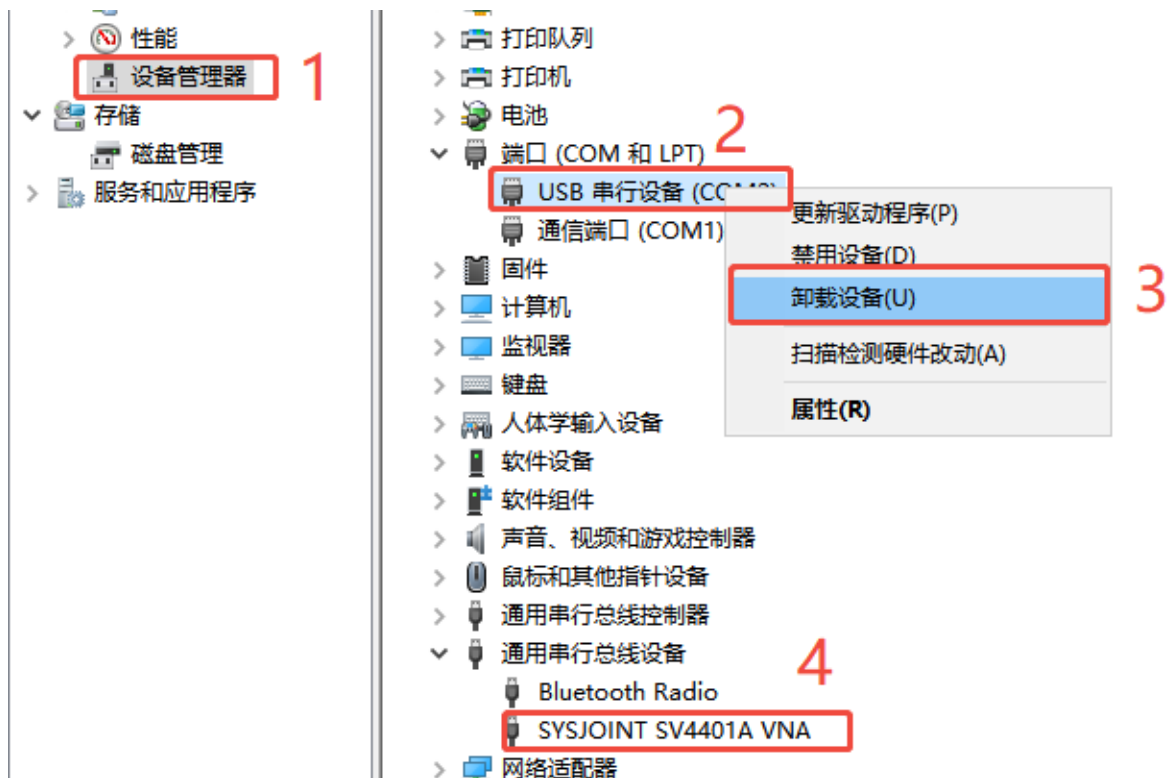 性能
设备管理器
1
存储
磁盘管理
服务和应用程序
打印队列
打印机
电池
2
端口 (COM 和 LPT)
USB 串行设备 (COM3)
通信端口 (COM1)
更新驱动程序(P)
禁用设备(D)
卸载设备(U)
3
扫描检测硬件改动(A)
属性(R)
固件
计算机
监视器
键盘
人体学输入设备
软件设备
软件组件
声音、视频和游戏控制器
鼠标和其他指针设备
通用串行总线控制器
通用串行总线设备
4
Bluetooth Radio
SYSJOINT SV4401A VNA
网络适配器